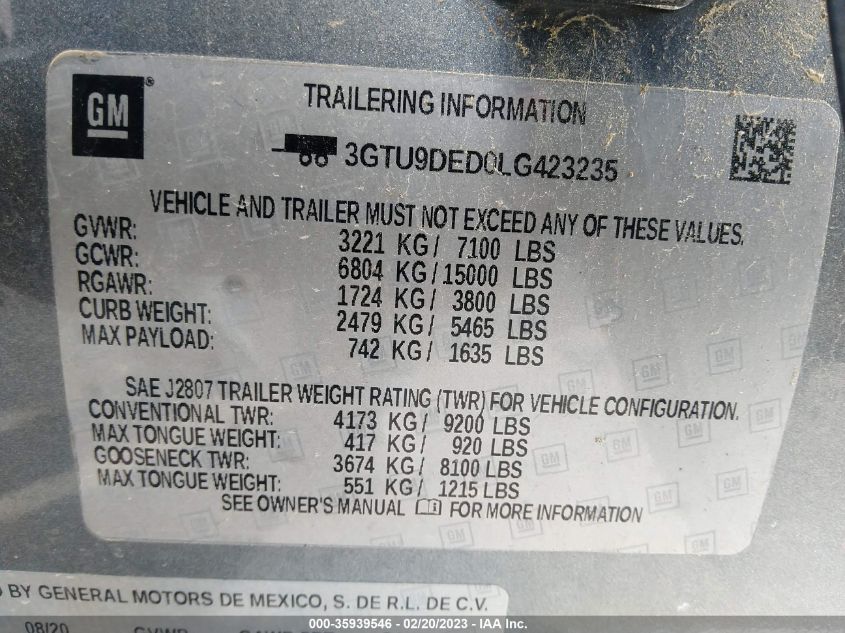 GM ®
TRAILERING INFORMATION
3GTU9DED0LG423235
VEHICLE AND TRAILER MUST NOT EXCEED ANY OF THESE VALUES.
GVWR: 3221 KG/ 7100 LBS
GCWR: 6804 KG/15000 LBS
RGAWR: 1724 KG/ 3800 LBS
CURB WEIGHT: 2479 KG/ 5465 LBS
MAX PAYLOAD: 742 KG/ 1635 LBS
SAE J2807 TRAILER WEIGHT RATING (TWR) FOR VEHICLE CONFIGURATION.
CONVENTIONAL TWR: 4173 KG/ 9200 LBS
MAX TONGUE WEIGHT: 417 KG/ 920 LBS
GOOSENECK TWR: 3674 KG/ 8100 LBS
MAX TONGUE WEIGHT: 551 KG/ 1215 LBS
SEE OWNER'S MANUAL FOR MORE INFORMATION
BY GENERAL MOTORS DE MEXICO, S. DE R.L. DE C.V.
08/20 GVWR
000-35939546 - 02/20/2023 - IAA Inc.